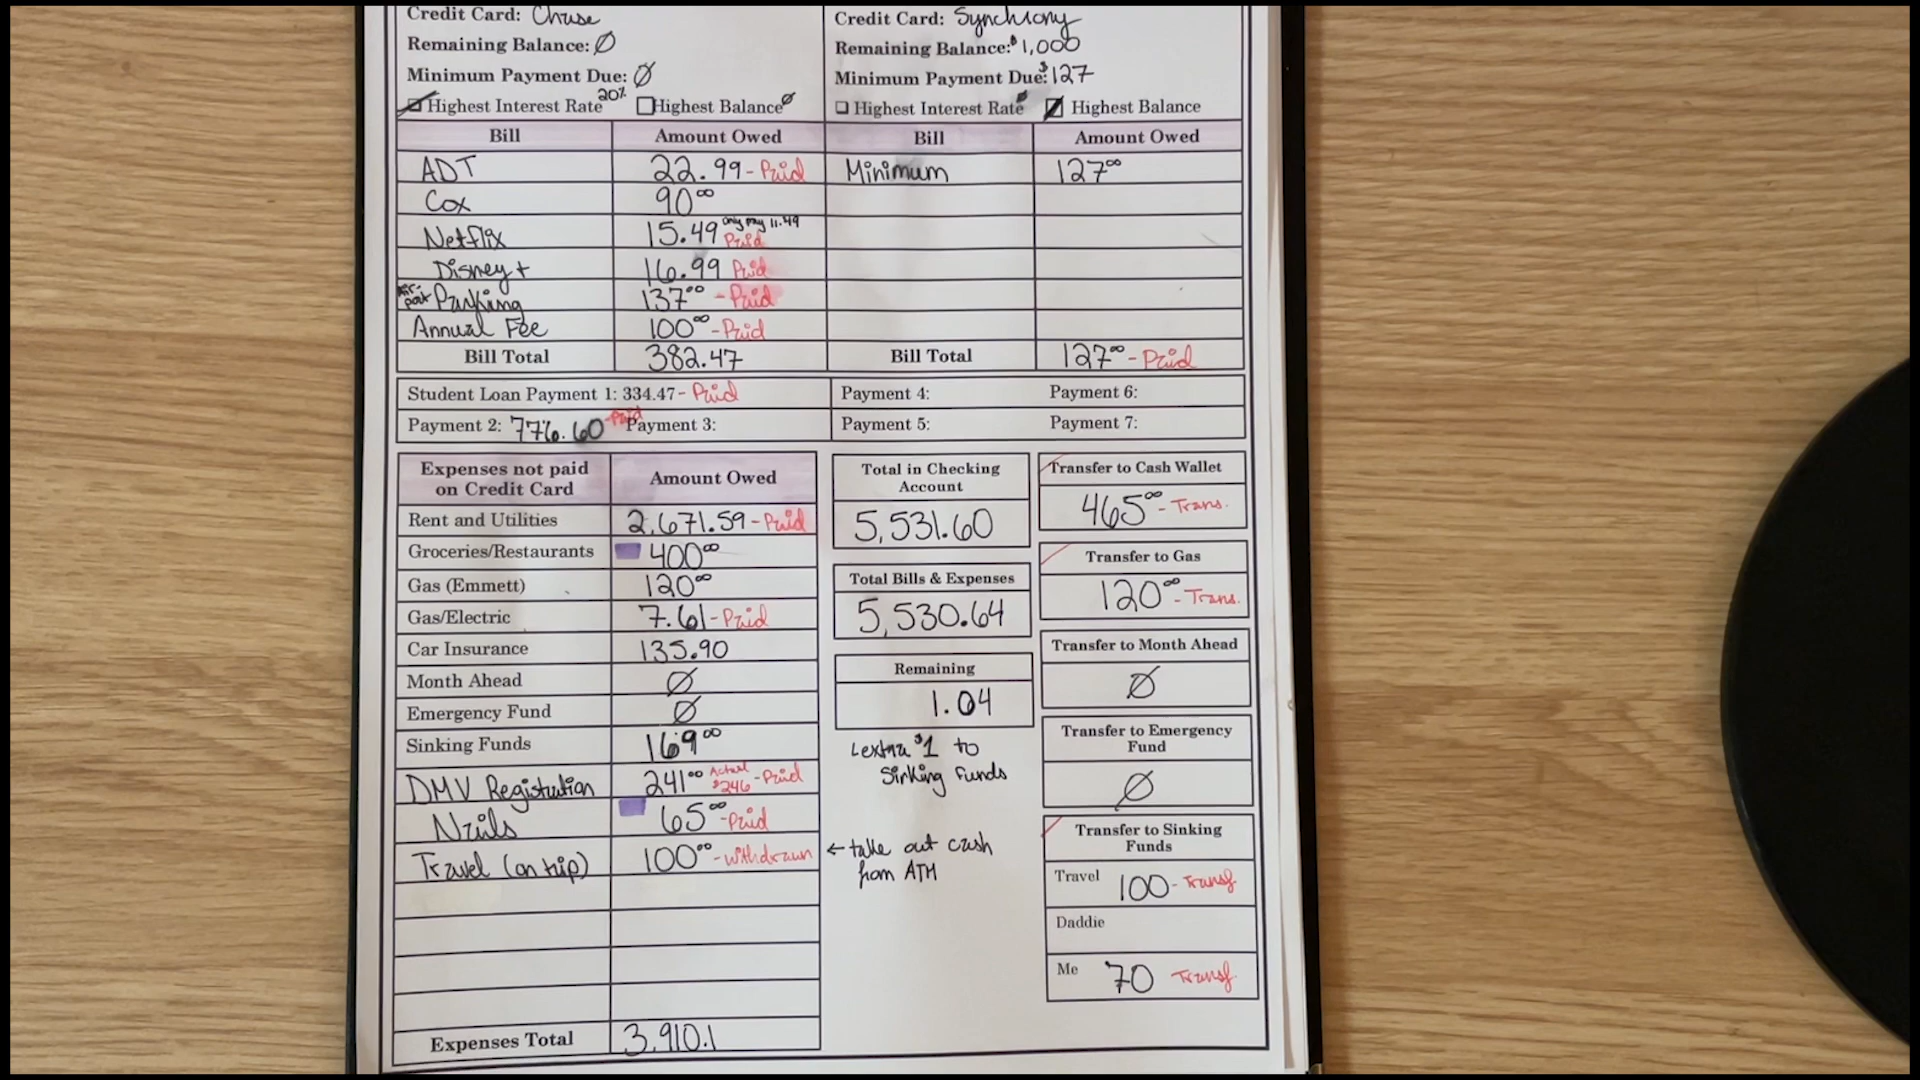 Credit Card: Chase
Remaining Balance: Ø
Minimum Payment Due: Ø
Highest Interest Rate 20% Highest Balance Ø
Bill Amount Owed
ADT 22.99 - Paid
Cox 90.00
Netflix 15.49 only pay 11.49 Paid
Disney + 16.99 Paid
Airport Parking 137.00 - Paid
Annual Fee 100.00 - Paid
Bill Total 382.47
Credit Card: Synchrony
Remaining Balance: $1,000
Minimum Payment Due: $127
Highest Interest Rate Highest Balance
Bill Amount Owed
Minimum 127.00
Bill Total 127.00 - Paid
Student Loan Payment 1: 334.47 - Paid
Payment 2: 776.60 - Paid Payment 3:
Payment 4: Payment 6:
Payment 5: Payment 7:
Expenses not paid
on Credit Card
Amount Owed
Rent and Utilities 2,671.59 - Paid
Groceries/Restaurants 400.00
Gas (Emmett) 120.00
Gas/Electric 7.61 - Paid
Car Insurance 135.90
Month Ahead Ø
Emergency Fund Ø
Sinking Funds 169.00
DMV Registration 241.00 Actual $246 - Paid
Nails 65.00 - Paid
Travel (on trip) 100.00 - withdrawn
Expenses Total 3,910.1
Total in Checking
Account
5,531.60
Total Bills & Expenses
5,530.64
Remaining
1.04
extra $1 to
Sinking Funds
← take out cash
from ATM
Transfer to Cash Wallet
465.00 - Trans.
Transfer to Gas
120.00 - Trans.
Transfer to Month Ahead
Ø
Transfer to Emergency
Fund
Ø
Transfer to Sinking
Funds
Travel 100 - Transf.
Daddie
Me 70 Transf.